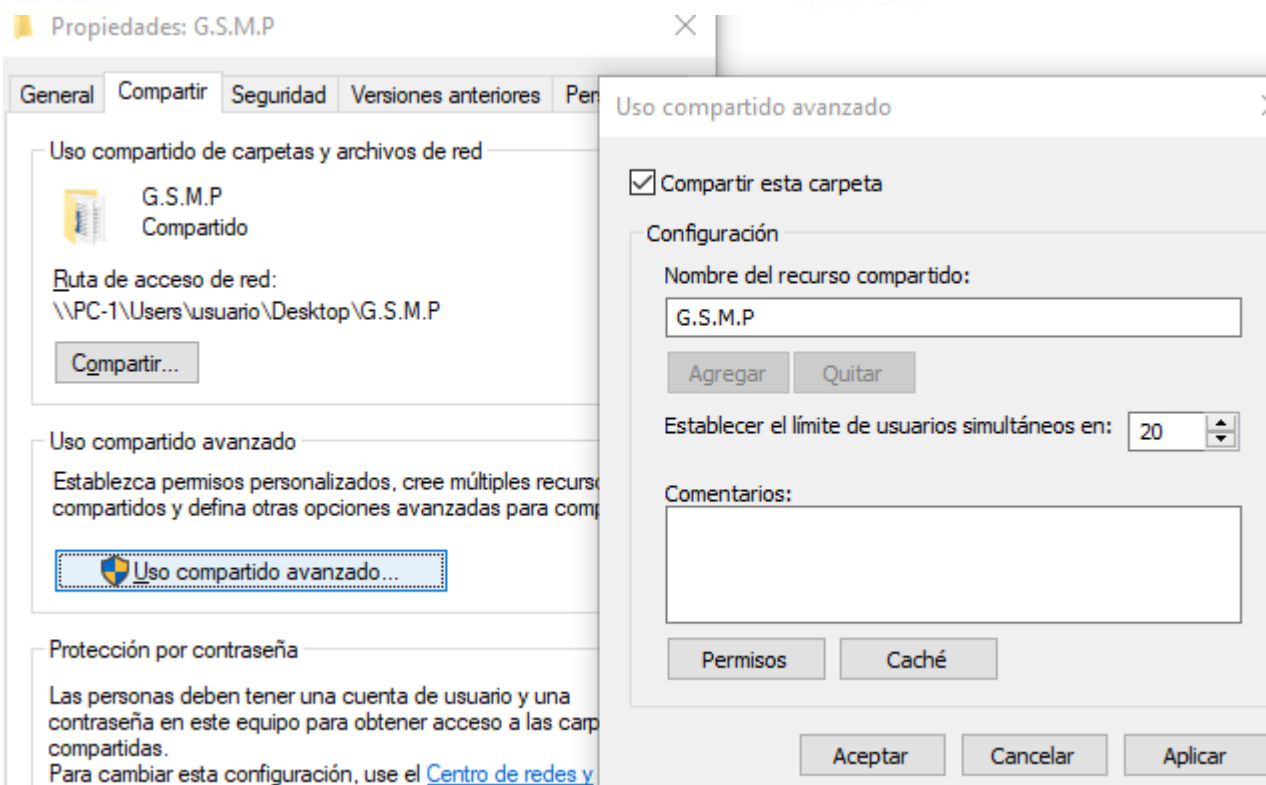 Propiedades: G.S.M.P
General Compartir Seguridad Versiones anteriores Per
Uso compartido de carpetas y archivos de red
G.S.M.P
Compartido
Ruta de acceso de red:
\\PC-1\Users\usuario\Desktop\G.S.M.P
Compartir...
Uso compartido avanzado
Establezca permisos personalizados, cree múltiples recurso
compartidos y defina otras opciones avanzadas para comp
Uso compartido avanzado...
Protección por contraseña
Las personas deben tener una cuenta de usuario y una
contraseña en este equipo para obtener acceso a las carp
compartidas.
Para cambiar esta configuración, use el Centro de redes y
Uso compartido avanzado
Compartir esta carpeta
Configuración
Nombre del recurso compartido:
G.S.M.P
Agregar Quitar
Establecer el límite de usuarios simultáneos en: 20
Comentarios:
Permisos Caché
Aceptar Cancelar Aplicar